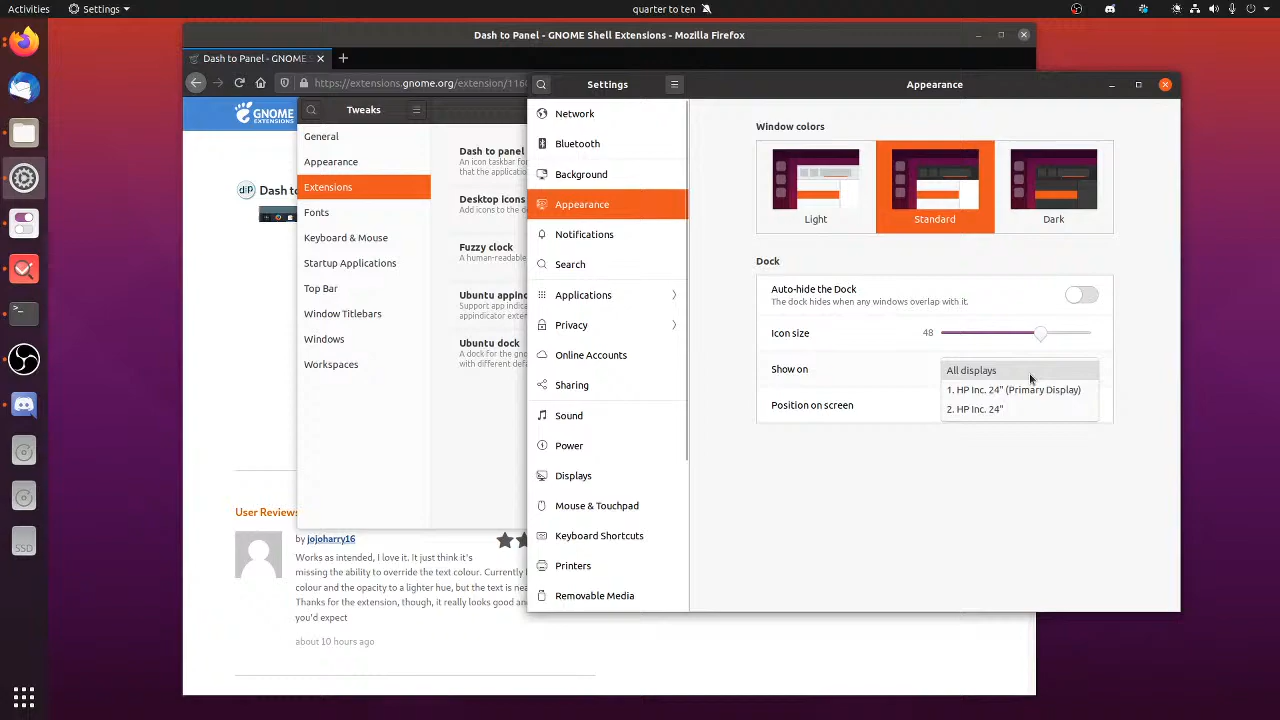 Activities
Settings
quarter to ten
Dash to Panel - GNOME Shell Extensions - Mozilla Firefox
Dash to Panel - GNOME
https://extensions.gnome.org/extension/116
GNOME
EXTENSIONS
Dash to
User Reviews
by jojoharry16
Works as intended, I love it. It just think it's
missing the ability to override the text colour. Currently
colour and the opacity to a lighter hue, but the text is
Thanks for the extension, though, it really looks good and
you'd expect
about 10 hours ago
Tweaks
General
Appearance
Extensions
Fonts
Keyboard & Mouse
Startup Applications
Top Bar
Window Titlebars
Windows
Workspaces
Dash to panel
An icon taskbar for
that the application
Desktop icons
Add icons to the
Fuzzy clock
A human-readable
Ubuntu appind
Support app indica
appindicator exten
Ubuntu dock
A dock for the
with different
Settings
Network
Bluetooth
Background
Appearance
Notifications
Search
Applications
Privacy
Online Accounts
Sharing
Sound
Power
Displays
Mouse & Touchpad
Keyboard Shortcuts
Printers
Removable Media
Appearance
Window colors
Light
Standard
Dark
Dock
Auto-hide the Dock
The dock hides when any windows overlap with it.
Icon size
48
Show on
All displays
1. HP Inc. 24" (Primary Display)
2. HP Inc. 24"
Position on screen
SSD